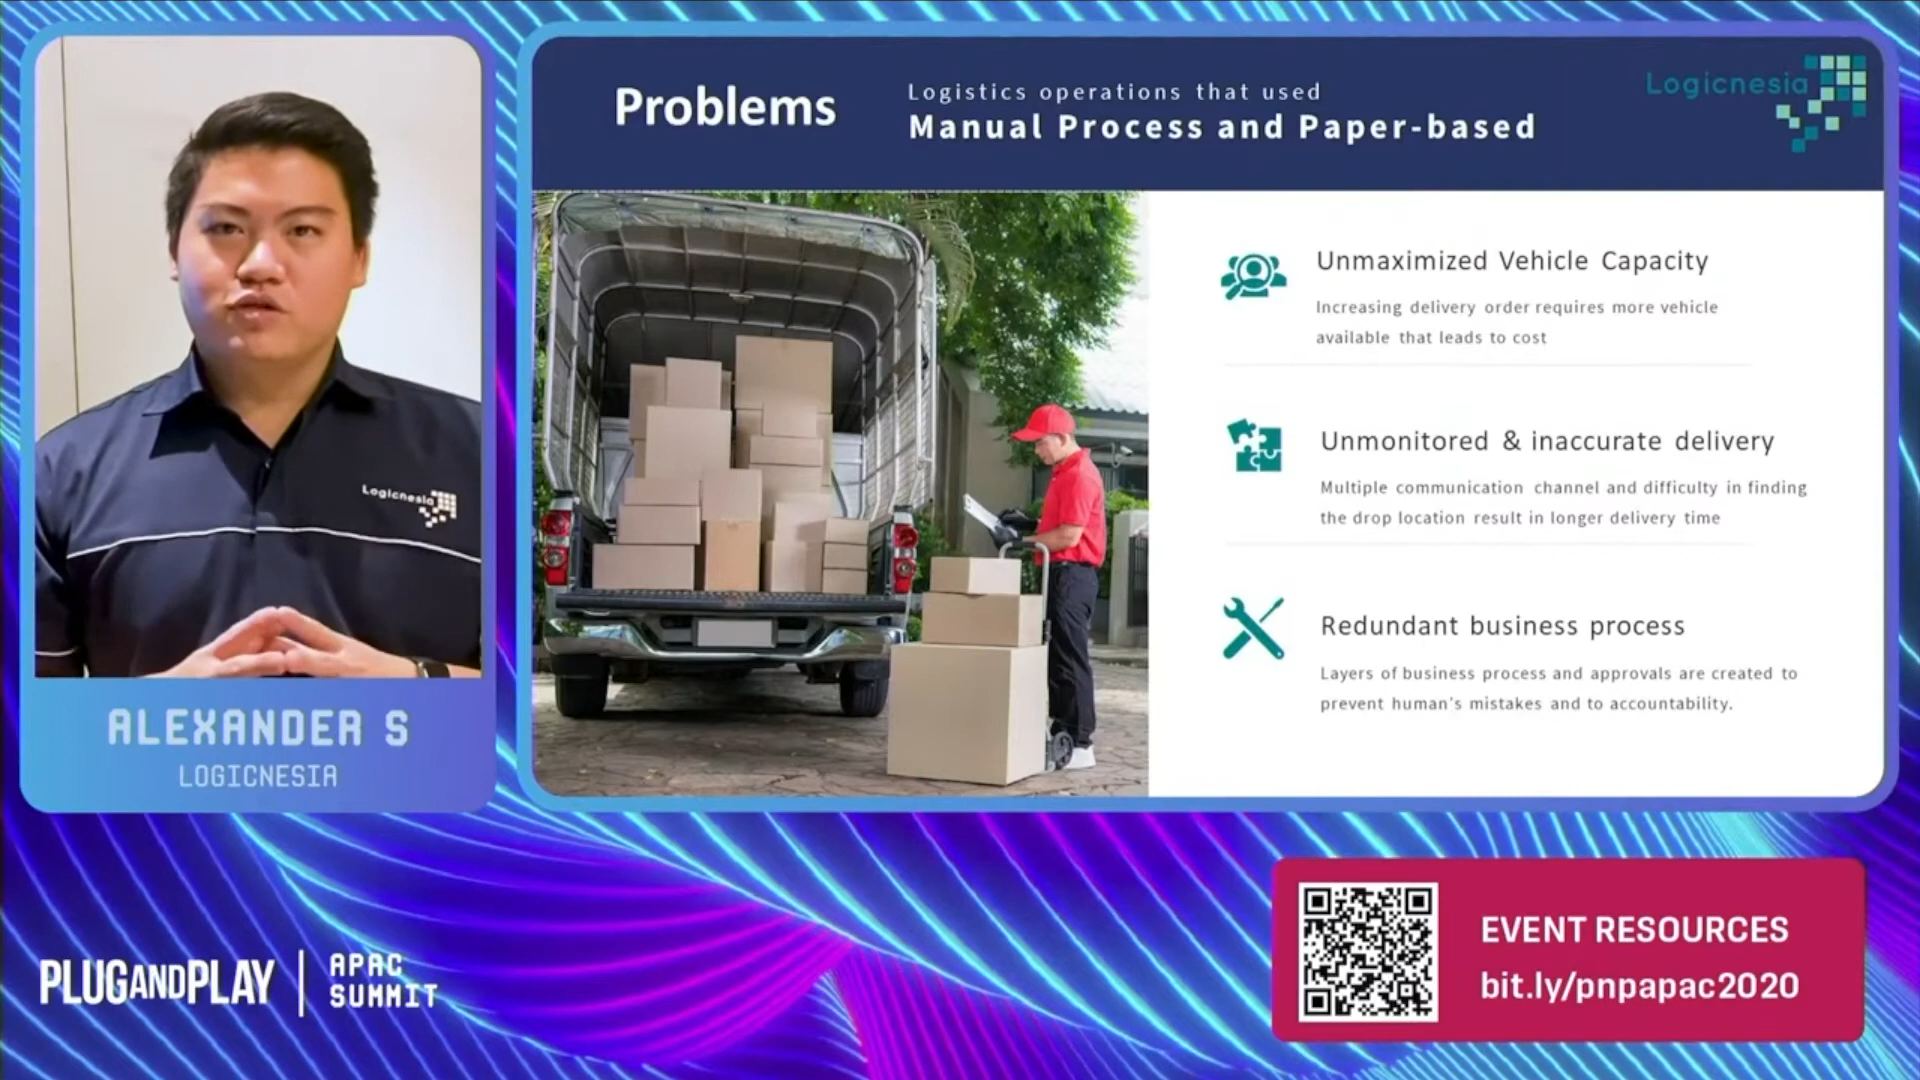 Problems
Logistics operations that used
Manual Process and Paper-based
Logicnesia
Unmaximized Vehicle Capacity
Increasing delivery order requires more vehicle
available that leads to cost
Unmonitored & inaccurate delivery
Multiple communication channel and difficulty in finding
the drop location result in longer delivery time
Redundant business process
Layers of business process and approvals are created to
prevent human's mistakes and to accountability.
Logicnesia
ALEXANDER S
LOGICNESIA
PLUGANDPLAY
APAC
SUMMIT
EVENT RESOURCES
bit.ly/pnpapac2020